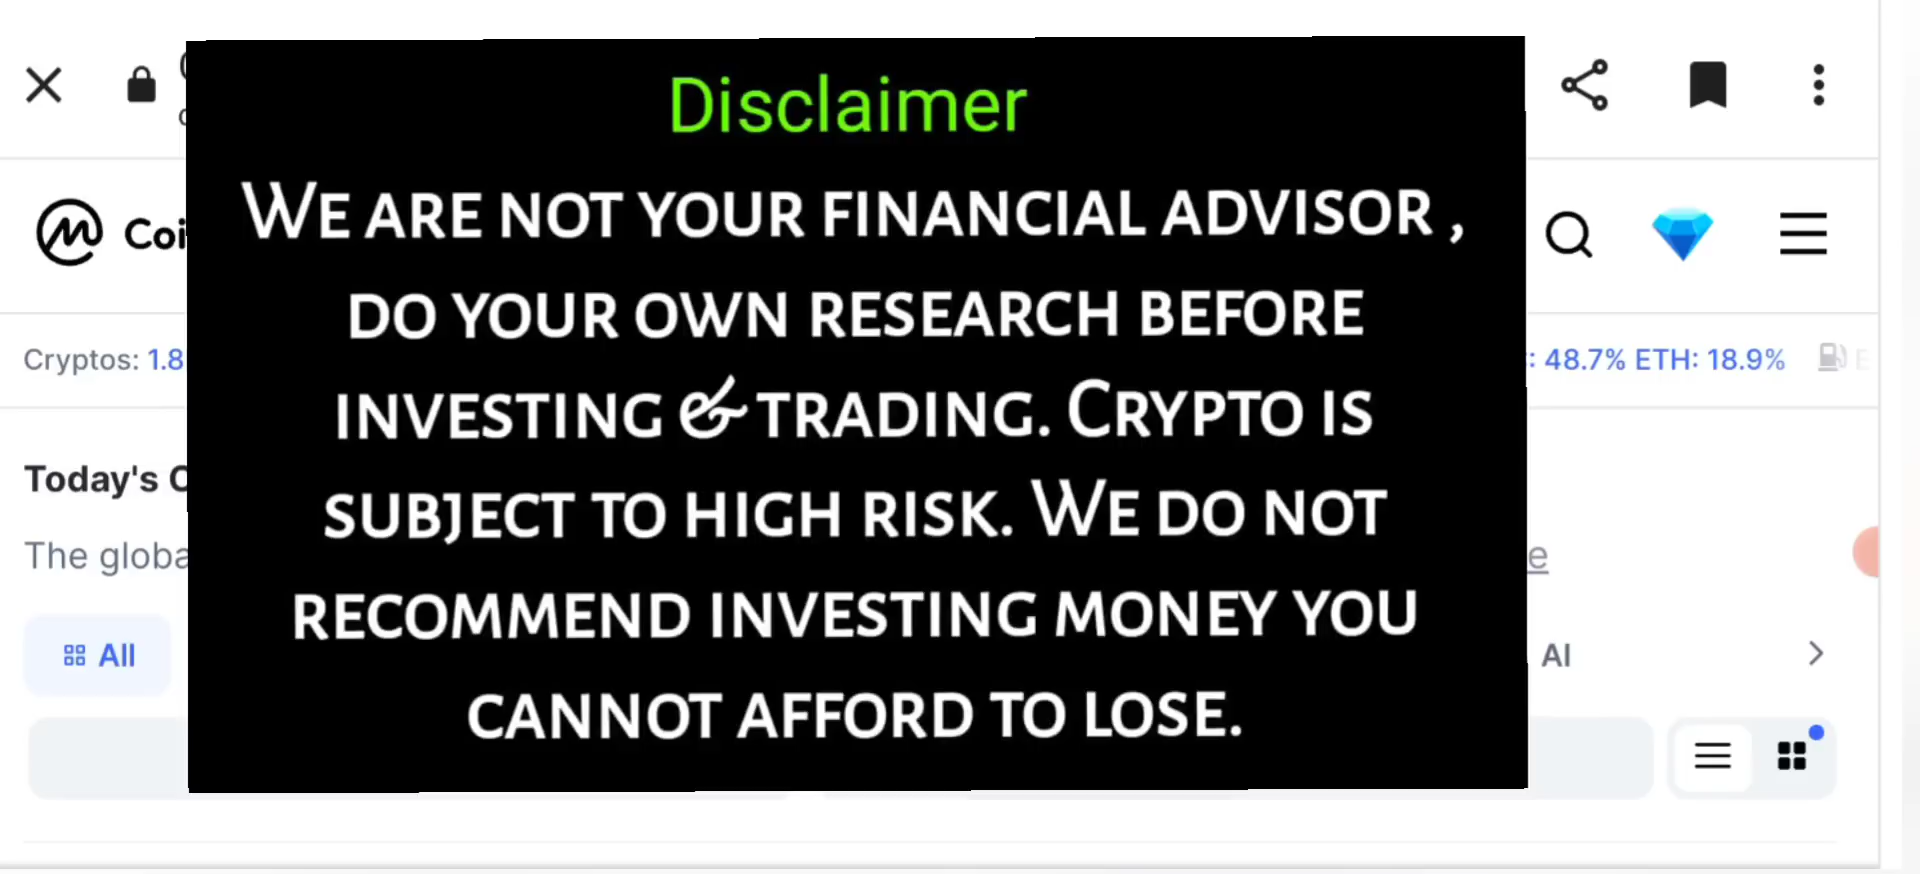 Disclaimer
WE ARE NOT YOUR FINANCIAL ADVISOR ,
DO YOUR OWN RESEARCH BEFORE
INVESTING & TRADING. CRYPTO IS
SUBJECT TO HIGH RISK. WE DO NOT
RECOMMEND INVESTING MONEY YOU
CANNOT AFFORD TO LOSE.
Cryptos: 1.8
: 48.7% ETH: 18.9%
Today's
The
All
AI